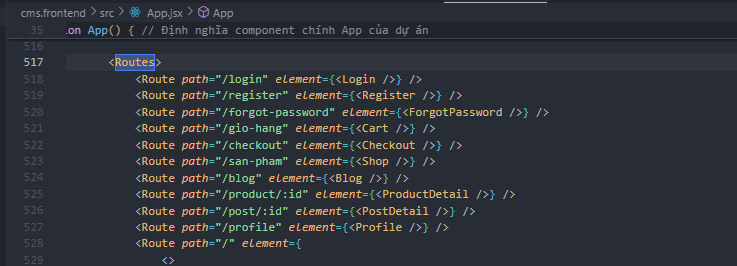 cms.frontend > src > App.jsx > App
35 ion App() { // Định nghĩa component chính App của dự án
516
517 <Routes>
518 <Route path="/login" element={<Login />} />
519 <Route path="/register" element={<Register />} />
520 <Route path="/forgot-password" element={<ForgotPassword />} />
521 <Route path="/gio-hang" element={<Cart />} />
522 <Route path="/checkout" element={<Checkout />} />
523 <Route path="/san-pham" element={<Shop />} />
524 <Route path="/blog" element={<Blog />} />
525 <Route path="/product/:id" element={<ProductDetail />} />
526 <Route path="/post/:id" element={<PostDetail />} />
527 <Route path="/profile" element={<Profile />} />
528 <Route path="/" element={
529 <>